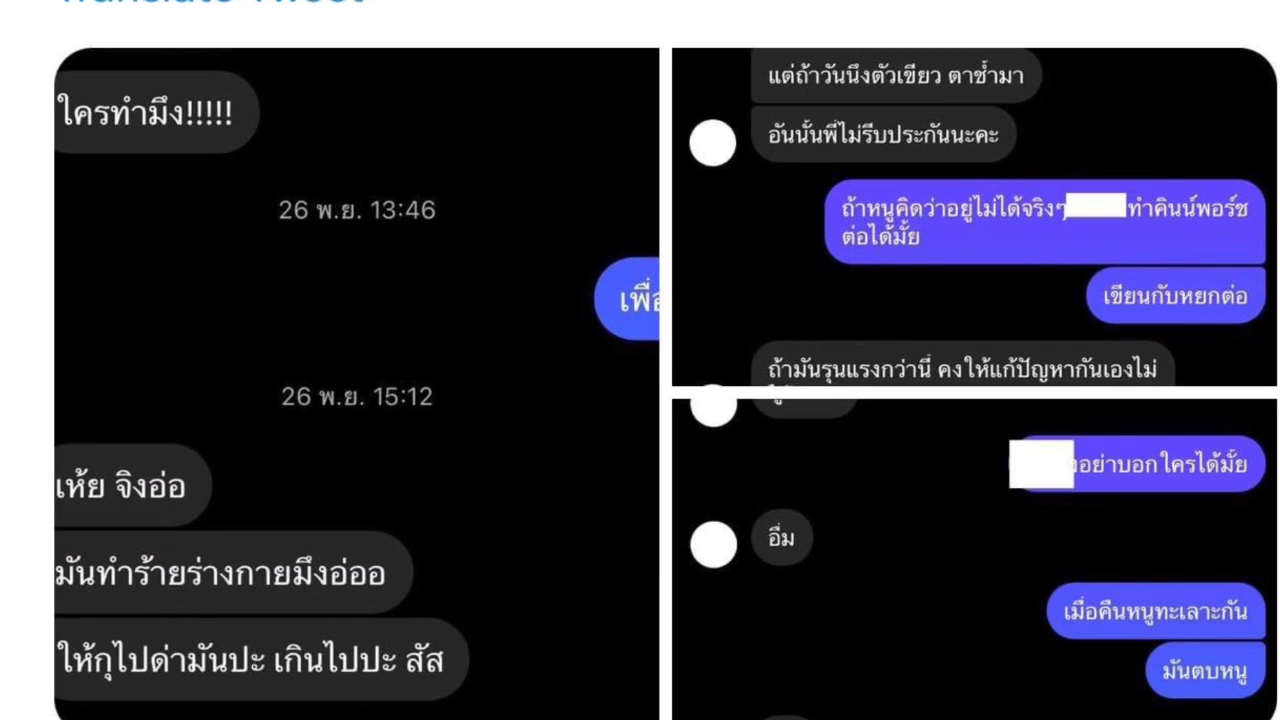 Translate Tweet
ใครทำมึง!!!!!
26 พ.ย. 13:46
26 พ.ย. 15:12
เห้ย จิงอ่อ
มันทำร้ายร่างกายมึงอ่ออ
ให้กุไปด่ามันปะ เกินไปปะ สัส
แต่ถ้าวันนึงตัวเขียว ตาช้ำมา
อันนั้นพี่ไม่รีบประกันนะคะ
ถ้าหนูคิดว่าอยู่ไม่ได้จริงๆ ทำคินน์พอร์ช
ต่อได้มั้ย
เขียนกับหยกต่อ
ถ้ามันรุนแรงกว่านี้ คงให้แก้ปัญหากันเองไม่
อย่าบอกใครได้มั้ย
อื่ม
เมื่อคืนหนูทะเลาะกัน
มันตบหนู